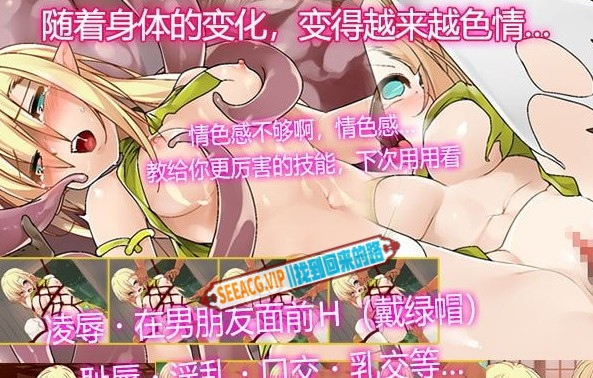 随着身体的变化，变得越来越色情...
情色感不够啊，情色感...
教给你更厉害的技能，下次用用看
SEEACG.VIP||找到回来的路
凌辱·在男朋友面前H（戴绿帽）
耻辱·淫乱·口交·乳交等...